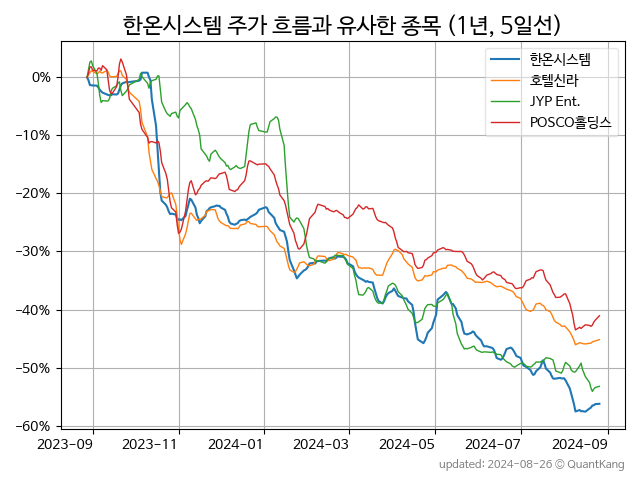 한온시스템 주가 흐름과 유사한 종목 (1년, 5일선)
한온시스템
호텔신라
JYP Ent.
POSCO홀딩스
0%
−10%
−20%
−30%
−40%
−50%
−60%
2023-09 2023-11 2024-01 2024-03 2024-05 2024-07 2024-09
updated: 2024-08-26 © QuantKang